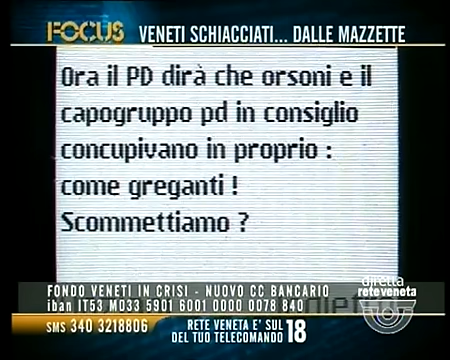 FOCUS VENETI SCHIACCIATI... DALLE MAZZETTE
Ora il PD dirà che orsoni e il
capogruppo pd in consiglio
concupivano in proprio :
come greganti !
Scommettiamo ?
diretta
reteveneta
FONDO VENETI IN CRISI - NUOVO CC BANCARIO
iban IT53 M033 5901 6001 0000 0078 840
SMS 340 3218806
RETE VENETA E' SUL
DEL TUO TELECOMANDO 18